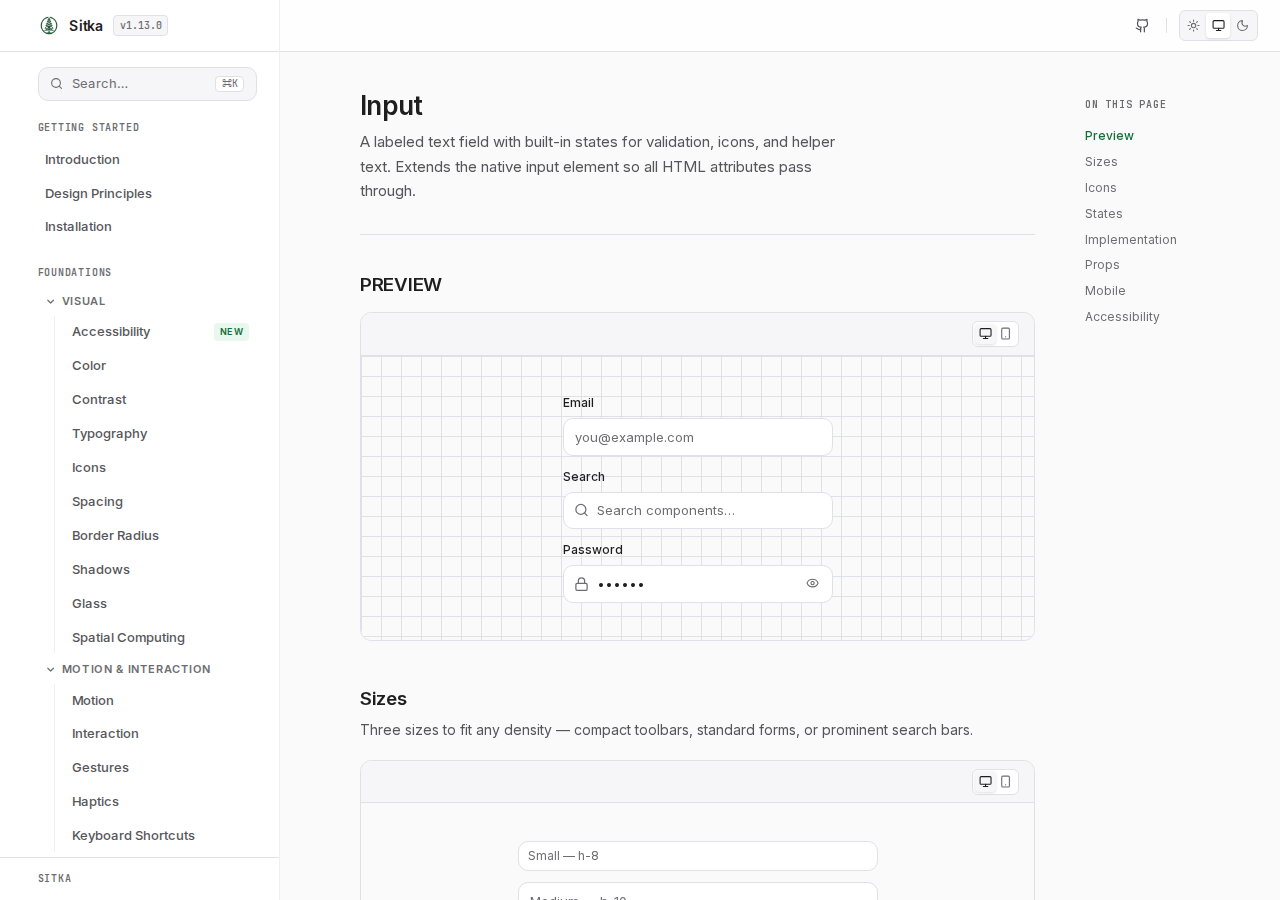 Sitka v1.13.0
Search... ⌘K
GETTING STARTED
Introduction
Design Principles
Installation
FOUNDATIONS
VISUAL
Accessibility NEW
Color
Contrast
Typography
Icons
Spacing
Border Radius
Shadows
Glass
Spatial Computing
MOTION & INTERACTION
Motion
Interaction
Gestures
Haptics
Keyboard Shortcuts
SITKA
Input
A labeled text field with built-in states for validation, icons, and helper
text. Extends the native input element so all HTML attributes pass
through.
PREVIEW
Email
you@example.com
Search
Search components…
Password
••••••
Sizes
Three sizes to fit any density — compact toolbars, standard forms, or prominent search bars.
Small — h-8
Medium — h-10
ON THIS PAGE
Preview
Sizes
Icons
States
Implementation
Props
Mobile
Accessibility